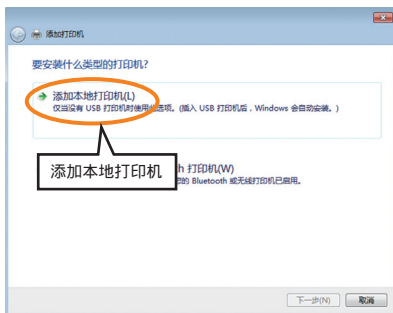 添加打印机
要安装什么类型的打印机?
添加本地打印机(L)
仅当没有 USB 打印机时使用此选项。(插入 USB 打印机后，Windows 会自动安装。)
添加本地打印机
h 打印机(W)
的 Bluetooth 或无线打印机已启用。
下一步(N)
取消